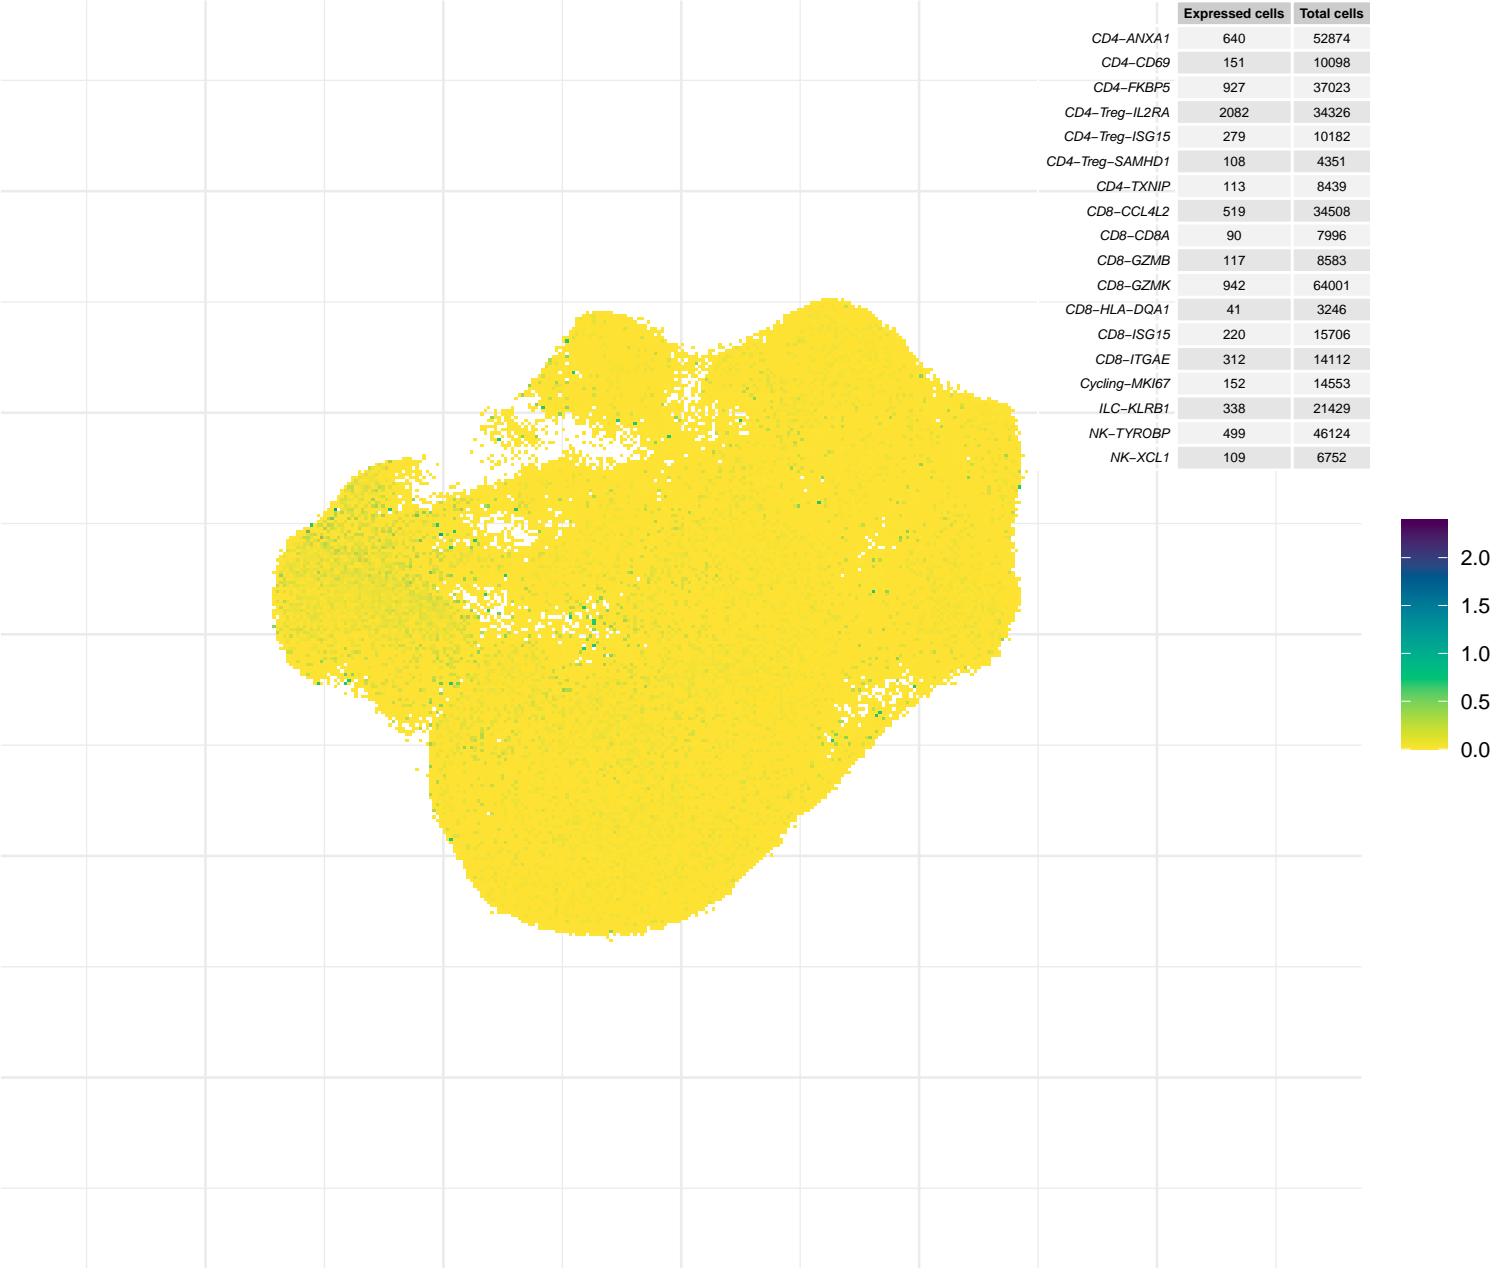 Expressed cells Total cells
CD4−ANXA1 640 52874
CD4−CD69 151 10098
CD4−FKBP5 927 37023
CD4−Treg−IL2RA 2082 34326
CD4−Treg−ISG15 279 10182
CD4−Treg−SAMHD1 108 4351
CD4−TXNIP 113 8439
CD8−CCL4L2 519 34508
CD8−CD8A 90 7996
CD8−GZMB 117 8583
CD8−GZMK 942 64001
CD8−HLA−DQA1 41 3246
CD8−ISG15 220 15706
CD8−ITGAE 312 14112
Cycling−MKI67 152 14553
ILC−KLRB1 338 21429
NK−TYROBP 499 46124
NK−XCL1 109 6752
2.0
1.5
1.0
0.5
0.0